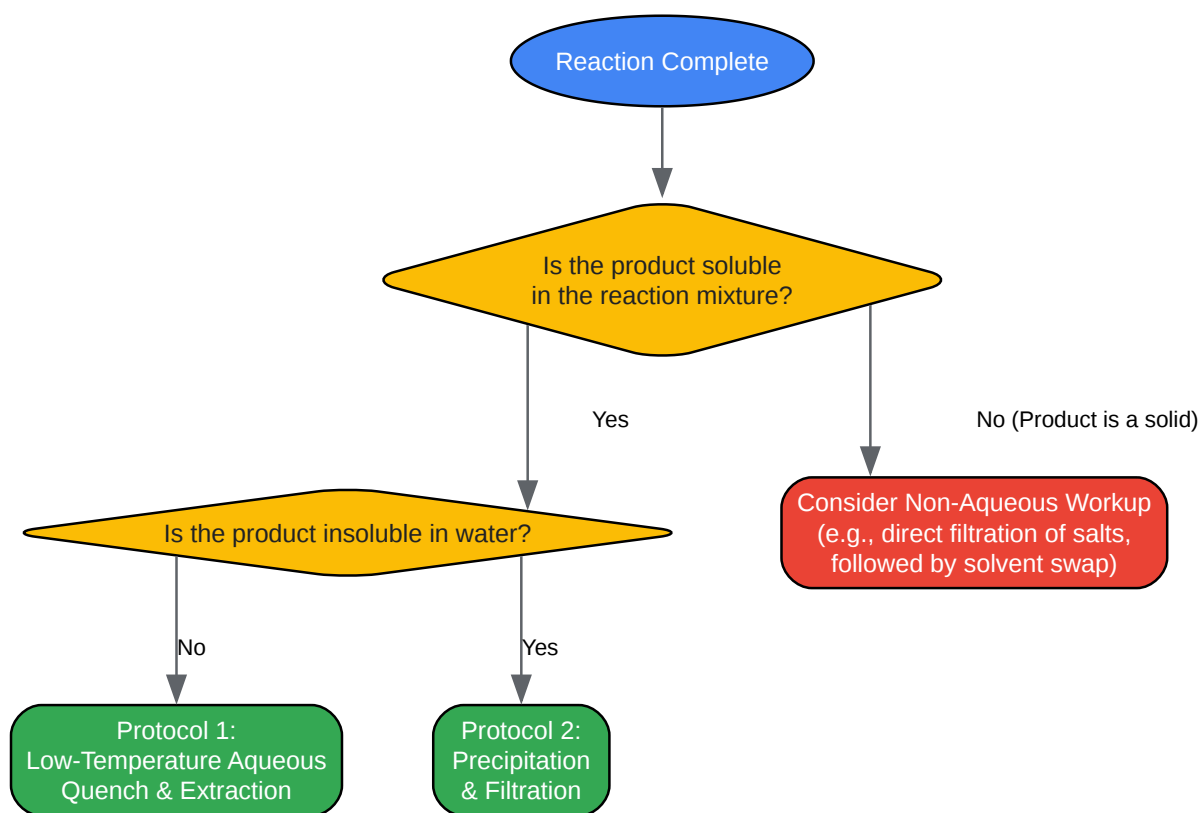 Reaction Complete
Is the product soluble
in the reaction mixture?
Yes
No (Product is a solid)
Is the product insoluble in water?
Consider Non-Aqueous Workup
(e.g., direct filtration of salts,
followed by solvent swap)
No
Yes
Protocol 1:
Low-Temperature Aqueous
Quench & Extraction
Protocol 2:
Precipitation
& Filtration